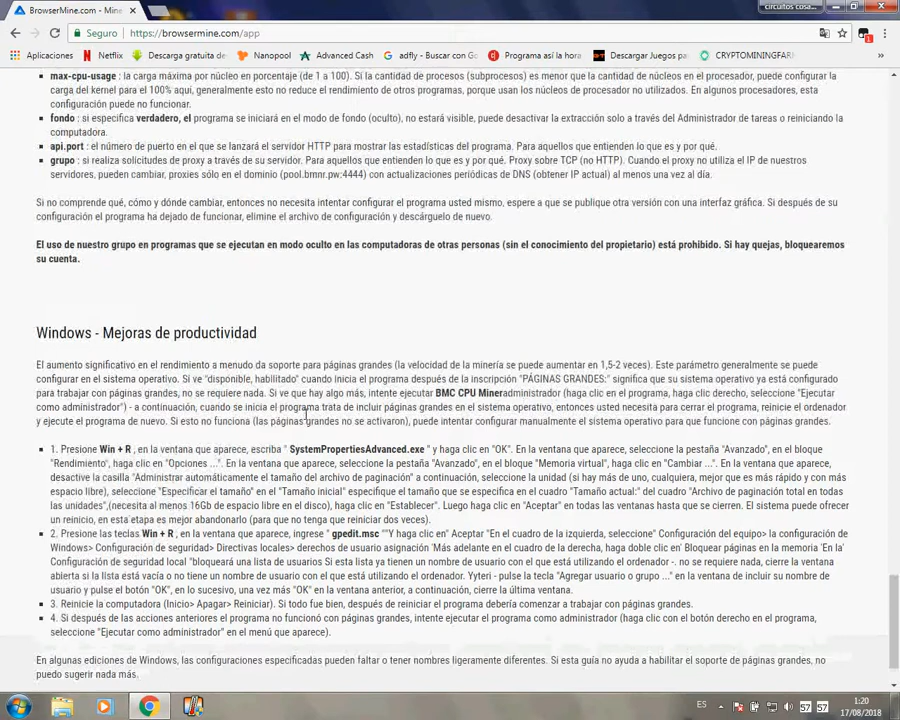 BrowserMine.com - Mine
circuitos cosa...
Seguro | https://browsermine.com/app
Aplicaciones Netflix Descarga gratuita de Nanopool Advanced Cash adfly - Buscar con Go Programa así la hora Descargar Juegos pa CRYPTOMININGFAR
max-cpu-usage : la carga máxima por núcleo en porcentaje (de 1 a 100). Si la cantidad de procesos (subprocesos) es menor que la cantidad de núcleos en el procesador, puede configurar la
carga del kernel para el 100% aquí, generalmente esto no reduce el rendimiento de otros programas, porque usan los núcleos de procesador no utilizados. En algunos procesadores, esta
configuración puede no funcionar.
fondo : si especifica verdadero, el programa se iniciará en el modo de fondo (oculto), no estará visible, puede desactivar la extracción solo a través del Administrador de tareas o reiniciando la
computadora.
api.port : el número de puerto en el que se lanzará el servidor HTTP para mostrar las estadísticas del programa. Para aquellos que entienden lo que es y por qué.
grupo : si realiza solicitudes de proxy a través de su servidor. Para aquellos que entienden lo que es y por qué. Proxy sobre TCP (no HTTP). Cuando el proxy no utiliza el IP de nuestros
servidores, pueden cambiar, proxies sólo en el dominio (pool.bmnr.pw:4444) con actualizaciones periódicas de DNS (obtener IP actual) al menos una vez al día.
Si no comprende qué, cómo y dónde cambiar, entonces no necesita intentar configurar el programa usted mismo, espere a que se publique otra versión con una interfaz gráfica. Si después de su
configuración el programa ha dejado de funcionar, elimine el archivo de configuración y descárguelo de nuevo.
El uso de nuestro grupo en programas que se ejecutan en modo oculto en las computadoras de otras personas (sin el conocimiento del propietario) está prohibido. Si hay quejas, bloquearemos
su cuenta.
Windows - Mejoras de productividad
El aumento significativo en el rendimiento a menudo da soporte para páginas grandes (la velocidad de la minería se puede aumentar en 1,5-2 veces). Este parámetro generalmente se puede
configurar en el sistema operativo. Si ve "disponible, habilitado" cuando inicia el programa después de la inscripción "PÁGINAS GRANDES:" significa que su sistema operativo ya está configurado
para trabajar con páginas grandes, no se requiere nada. Si ve que hay algo más, intente ejecutar BMC CPU Mineradministrador (haga clic en el programa, haga clic derecho, seleccione "Ejecutar
como administrador") - a continuación, cuando se inicia el programa trata de incluir páginas grandes en el sistema operativo, entonces usted necesitá para cerrar el programa, reinicie el ordenador
y ejecute el programa de nuevo. Si esto no funciona (las páginas grandes no se activaron), puede intentar configurar manualmente el sistema operativo para que funcione con páginas grandes.
1. Presione Win + R , en la ventana que aparece, escriba " SystemPropertiesAdvanced.exe " y haga clic en "OK". En la ventana que aparece, seleccione la pestaña "Avanzado", en el bloque
"Rendimiento", haga clic en "Opciones ...". En la ventana que aparece, seleccione la pestaña "Avanzado", en el bloque "Memoria virtual", haga clic en "Cambiar ...". En la ventana que aparece,
desactive la casilla "Administrar automáticamente el tamaño del archivo de paginación" a continuación, seleccione la unidad (si hay más de uno, cualquiera, mejor que es más rápido y con más
espacio libre), seleccione "Especificar el tamaño" en el "Tamaño inicial" especifique el tamaño que se especifica en el cuadro "Tamaño actual:" del cuadro "Archivo de paginación total en todas
las unidades",(necesita al menos 16Gb de espacio libre en el disco), haga clic en "Establecer". Luego haga clic en "Aceptar" en todas las ventanas hasta que se cierren. El sistema puede ofrecer
un reinicio, en esta etapa es mejor abandonarlo (para que no tenga que reiniciar dos veces).
2. Presione las teclas Win + R , en la ventana que aparece, ingrese " gpedit.msc ""Y haga clic en" Aceptar "En el cuadro de la izquierda, seleccione" Configuración del equipo> la configuración de
Windows> Configuración de seguridad> Directivas locales> derechos de usuario asignación 'Más adelante en el cuadro de la derecha, haga doble clic en' Bloquear páginas en la memoria 'En la'
Configuración de seguridad local "bloqueará una lista de usuarios Si esta lista ya tienen un nombre de usuario en el que está utilizando el ordenador -. no se requiere nada, cierre la ventana
abierta si la lista está vacía o no tiene un nombre de usuario con el que está utilizando el ordenador. Yyteri - pulse la tecla "Agregar usuario o grupo ..." en la ventana de incluir su nombre de
usuario y pulse el botón "OK", en lo sucesivo, una vez más "OK" en la ventana anterior, a continuación, cierre la última ventana.
3. Reinicie la computadora (Inicio> Apagar> Reiniciar). Si todo fue bien, después de reiniciar el programa debería comenzar a trabajar con páginas grandes.
4. Si después de las acciones anteriores el programa no funcionó con páginas grandes, intente ejecutar el programa como administrador (haga clic con el botón derecho en el programa,
seleccione "Ejecutar como administrador" en el menú que aparece).
En algunas ediciones de Windows, las configuraciones especificadas pueden faltar o tener nombres ligeramente diferentes. Si esta guía no ayuda a habilitar el soporte de páginas grandes, no
puedo sugerir nada más.
ES 57 57 1:20
17/08/2018